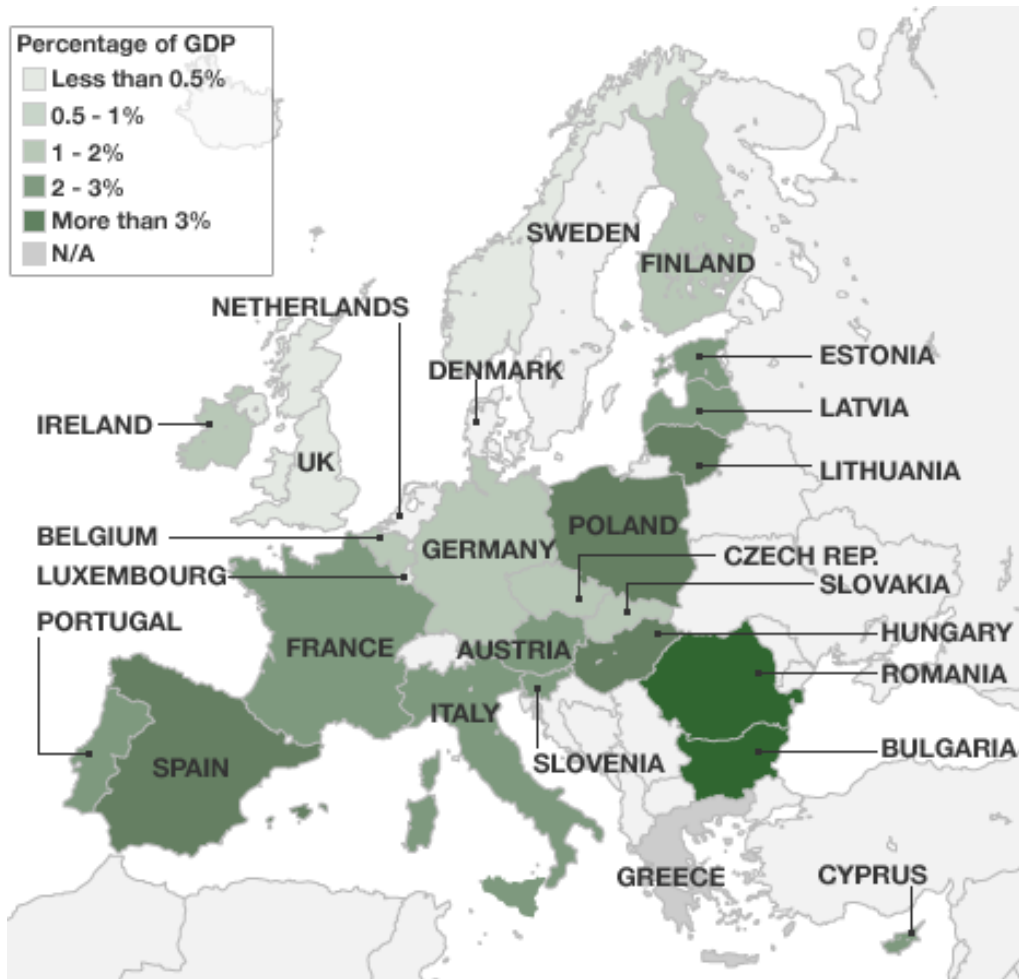 Percentage of GDP
Less than 0.5%
0.5 - 1%
1 - 2%
2 - 3%
More than 3%
N/A
SWEDEN
FINLAND
NETHERLANDS
ESTONIA
DENMARK
LATVIA
IRELAND
UK
LITHUANIA
POLAND
BELGIUM
GERMANY
CZECH REP.
LUXEMBOURG
SLOVAKIA
PORTUGAL
HUNGARY
FRANCE
AUSTRIA
ROMANIA
ITALY
BULGARIA
SPAIN
SLOVENIA
GREECE
CYPRUS